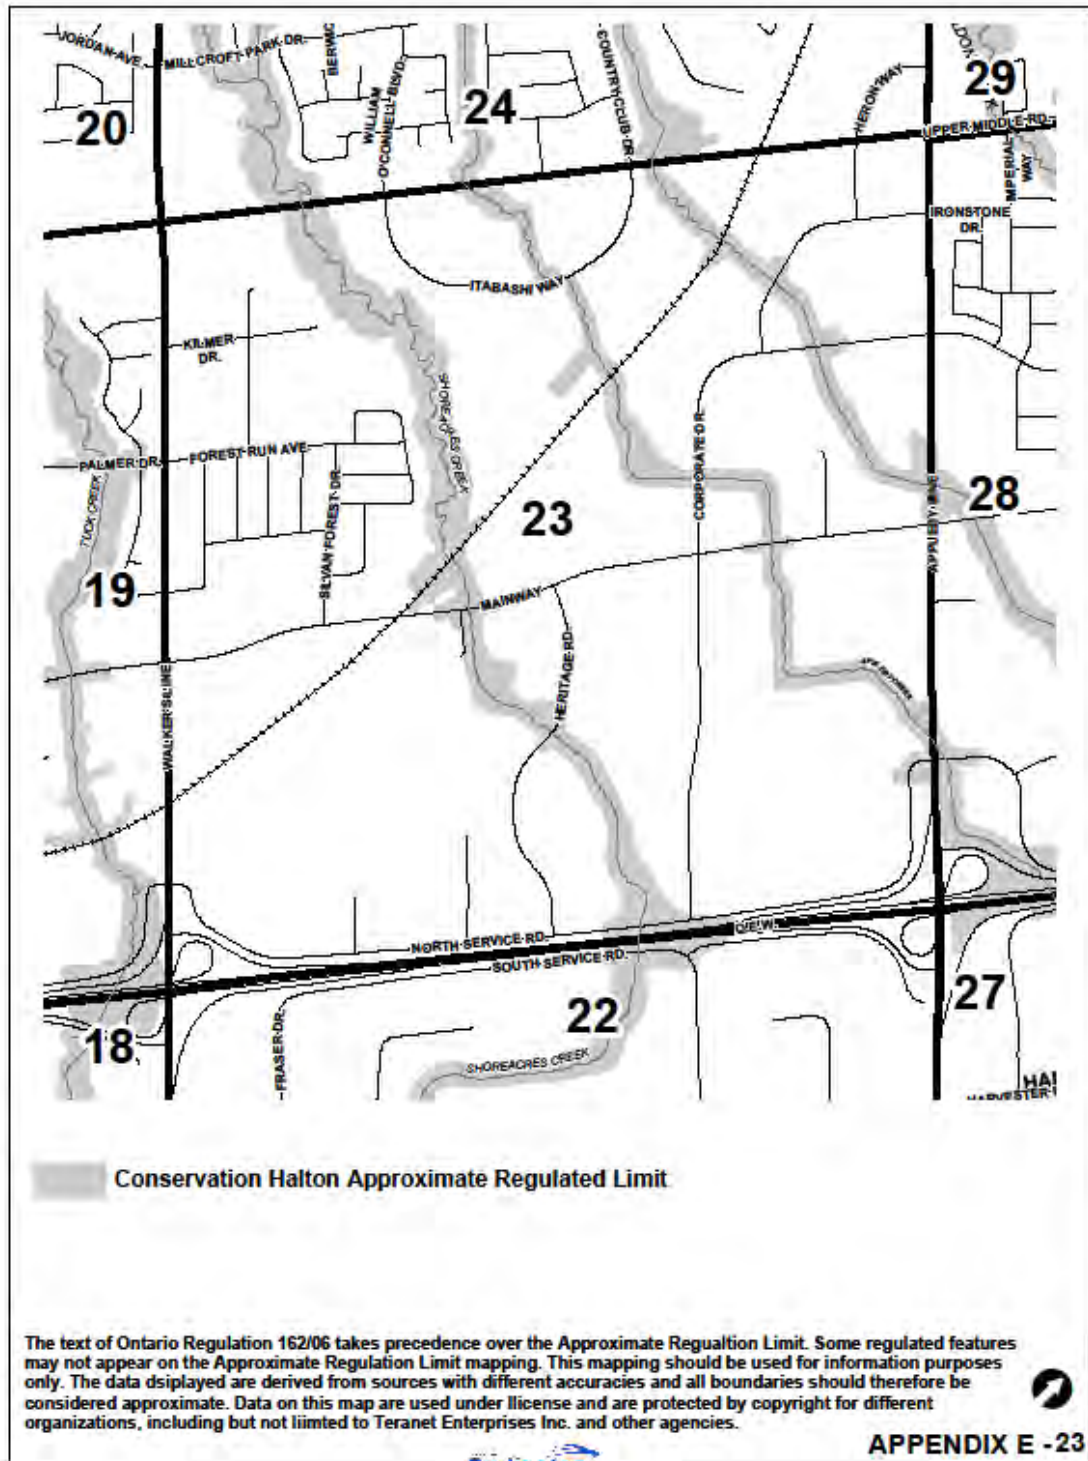 JORDAN AVE.
MILLCROFT PARK DR.
WILLIAM
O'CONNELL BLVD.
COUNTRY CLUB DR.
HERON WAY
20
24
29
UPPER MIDDLE RD.
WAY
IRONSTONE
DR.
ITABASHI WAY
KILMER
DR.
PALMER DR.
FOREST RUN AVE.
SILVAN FOREST DR.
TUCK CREEK
CORPORATE DR.
23
28
19
MAINWAY
HERITAGE RD.
WALKER'S LINE
NORTH SERVICE RD.
SOUTH SERVICE RD.
Q.E.W.
18
22
27
FRASER DR.
SHOREACRES CREEK
Conservation Halton Approximate Regulated Limit
The text of Ontario Regulation 162/06 takes precedence over the Approximate Regualtion Limit. Some regulated features
may not appear on the Approximate Regulation Limit mapping. This mapping should be used for information purposes
only. The data dsiplayed are derived from sources with different accuracies and all boundaries should therefore be
considered approximate. Data on this map are used under llicense and are protected by copyright for different
organizations, including but not liimted to Teranet Enterprises Inc. and other agencies.
APPENDIX E - 23